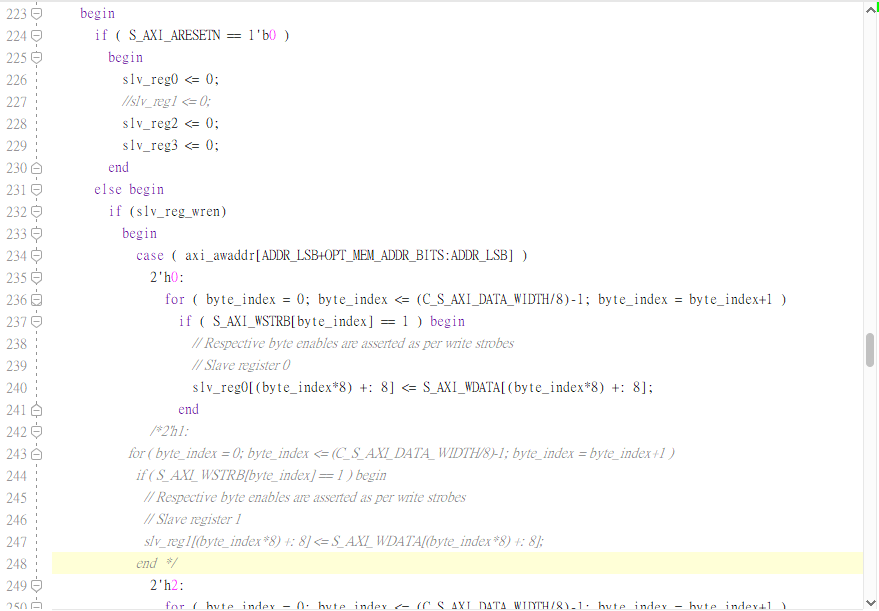 223 begin
224 if ( S_AXI_ARESETN == 1'b0 )
225 begin
226 slv_reg0 <= 0;
227 //slv_reg1 <= 0;
228 slv_reg2 <= 0;
229 slv_reg3 <= 0;
230 end
231 else begin
232 if (slv_reg_wren)
233 begin
234 case ( axi_awaddr[ADDR_LSB+OPT_MEM_ADDR_BITS:ADDR_LSB] )
235 2'h0:
236 for ( byte_index = 0; byte_index <= (C_S_AXI_DATA_WIDTH/8)-1; byte_index = byte_index+1 )
237 if ( S_AXI_WSTRB[byte_index] == 1 ) begin
238 // Respective byte enables are asserted as per write strobes
239 // Slave register 0
240 slv_reg0[(byte_index*8) +: 8] <= S_AXI_WDATA[(byte_index*8) +: 8];
241 end
242 /*2'h1:
243 for ( byte_index = 0; byte_index <= (C_S_AXI_DATA_WIDTH/8)-1; byte_index = byte_index+1 )
244 if ( S_AXI_WSTRB[byte_index] == 1 ) begin
245 // Respective byte enables are asserted as per write strobes
246 // Slave register 1
247 slv_reg1[(byte_index*8) +: 8] <= S_AXI_WDATA[(byte_index*8) +: 8];
248 end */
249 2'h2:
250 for ( byte_index = 0; byte_index <= (C_S_AXI_DATA_WIDTH/8)-1; byte_index = byte_index+1 )